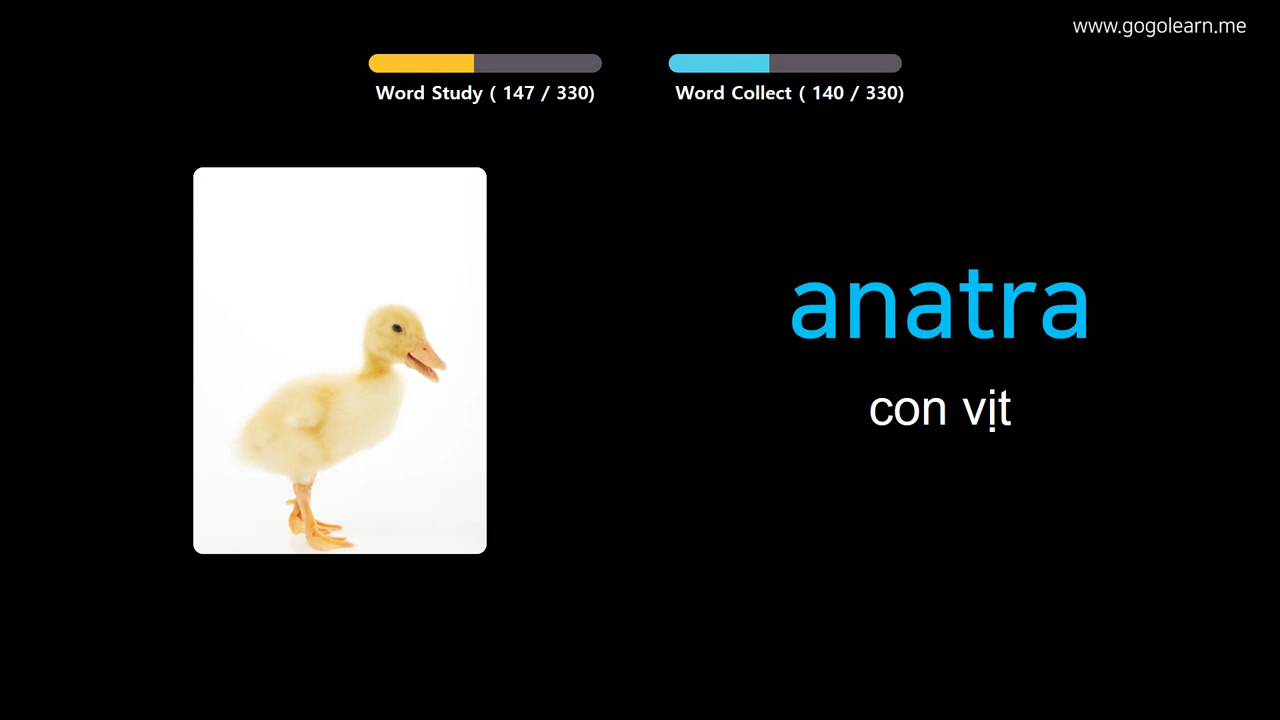 www.gogolearn.me
Word Study ( 147 / 330)
Word Collect ( 140 / 330)
anatra
con vịt